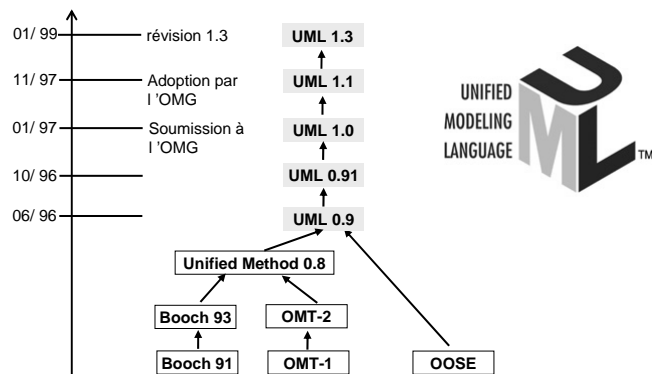 01/ 99 révision 1.3 UML 1.3
11/ 97 Adoption par l 'OMG UML 1.1
01/ 97 Soumission à l 'OMG UML 1.0
10/ 96 UML 0.91
06/ 96 UML 0.9
Unified Method 0.8
Booch 93 OMT-2
Booch 91 OMT-1 OOSE
UNIFIED
MODELING
LANGUAGE
UML TM